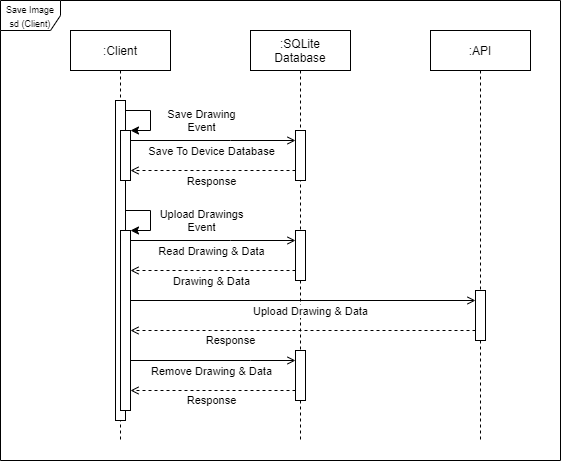 Save Image
sd (Client)
:Client
:SQLite
Database
:API
Save Drawing
Event
Save To Device Database
Response
Upload Drawings
Event
Read Drawing & Data
Drawing & Data
Upload Drawing & Data
Response
Remove Drawing & Data
Response